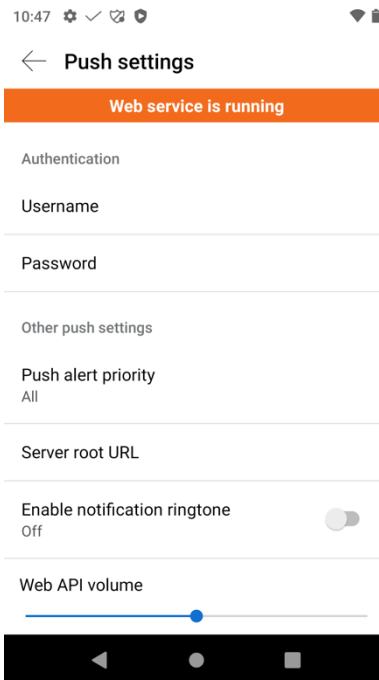 10:47
Push settings
Web service is running
Authentication
Username
Password
Other push settings
Push alert priority
All
Server root URL
Enable notification ringtone
Off
Web API volume